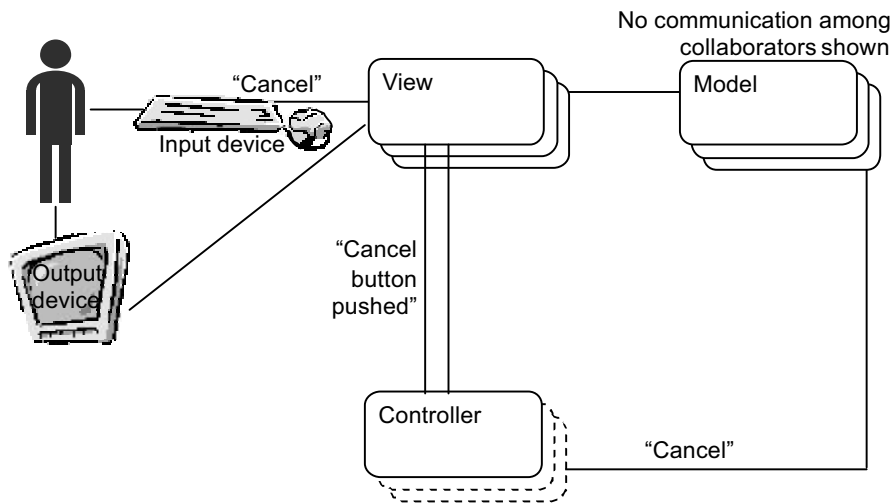 No communication among
collaborators shown
“Cancel”
View
Model
Input device
Output
device
“Cancel
button
pushed”
Controller
“Cancel”